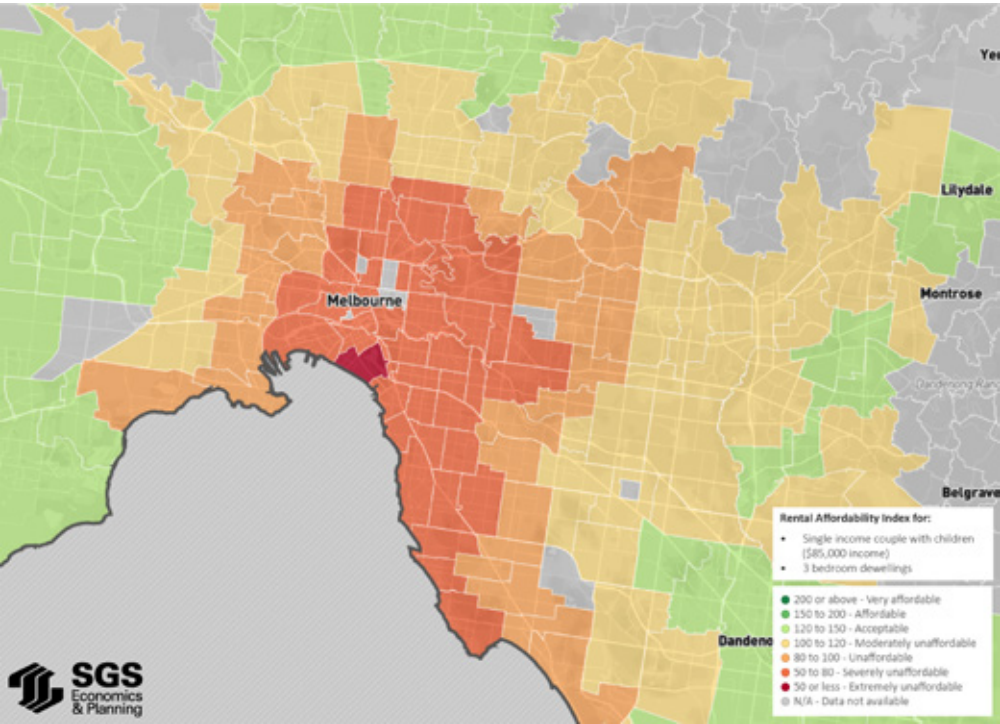 Yee
Lilydale
Melbourne
Montrose
Dandenong Rang
Belgrave
Rental Affordability Index for:
• Single income couple with children
($85,000 income)
• 3 bedroom dewellings
200 or above - Very affordable
150 to 200 - Affordable
120 to 150 - Acceptable
100 to 120 - Moderately unaffordable
80 to 100 - Unaffordable
50 to 80 - Severely unaffordable
50 or less - Extremely unaffordable
N/A - Data not available
Dandeno
SGS
Economics
& Planning